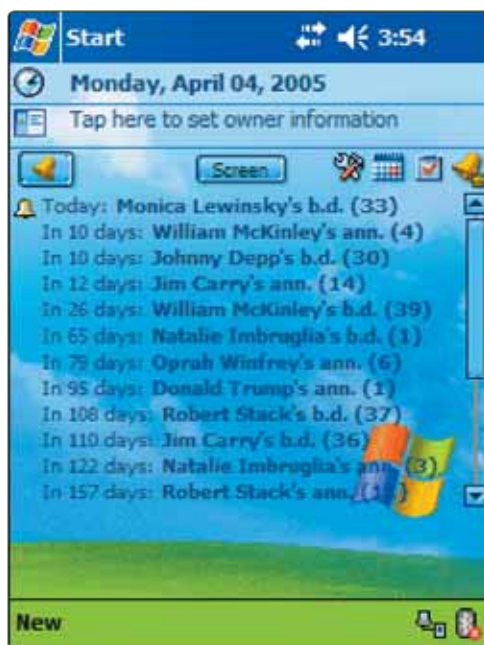 Start 3:54
Monday, April 04, 2005
Tap here to set owner information
Screen
Today: Monica Lewinsky's b.d. (33)
In 10 days: William McKinley's ann. (4)
In 10 days: Johnny Depp's b.d. (30)
In 12 days: Jim Carry's ann. (14)
In 26 days: William McKinley's b.d. (39)
In 65 days: Natalie Imbruglia's b.d. (1)
In 79 days: Oprah Winfrey's ann. (6)
In 95 days: Donald Trump's ann. (1)
In 108 days: Robert Stack's b.d. (37)
In 110 days: Jim Carry's b.d. (36)
In 122 days: Natalie Imbruglia's ann. (3)
In 157 days: Robert Stack's ann.
New